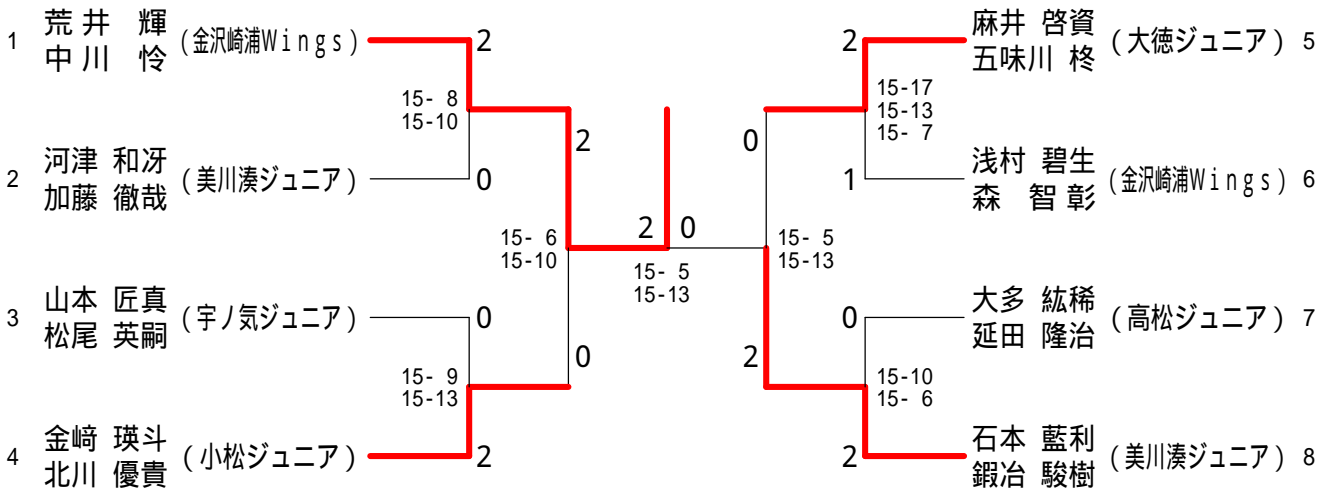 1 荒井 輝 (金沢崎浦Wings) 2
中川 怜
15- 8
15-10
2 河津 和冴 (美川湊ジュニア) 0
加藤 徹哉
2
15- 6
15-10
3 山本 匠真 (宇ノ気ジュニア) 0
松尾 英嗣
0
15- 9
15-13
4 金﨑 瑛斗 (小松ジュニア) 2
北川 優貴
2 0
15- 5
15-13
2 麻井 啓資 (大徳ジュニア) 5
五味川 柊
15-17
15-13
15- 7
0
1 浅村 碧生 (金沢崎浦Wings) 6
森 智彰
15- 5
15-13
0 大多 紘稀 (高松ジュニア) 7
延田 隆治
2
15-10
15- 6
2 石本 藍利 (美川湊ジュニア) 8
鍜冶 駿樹